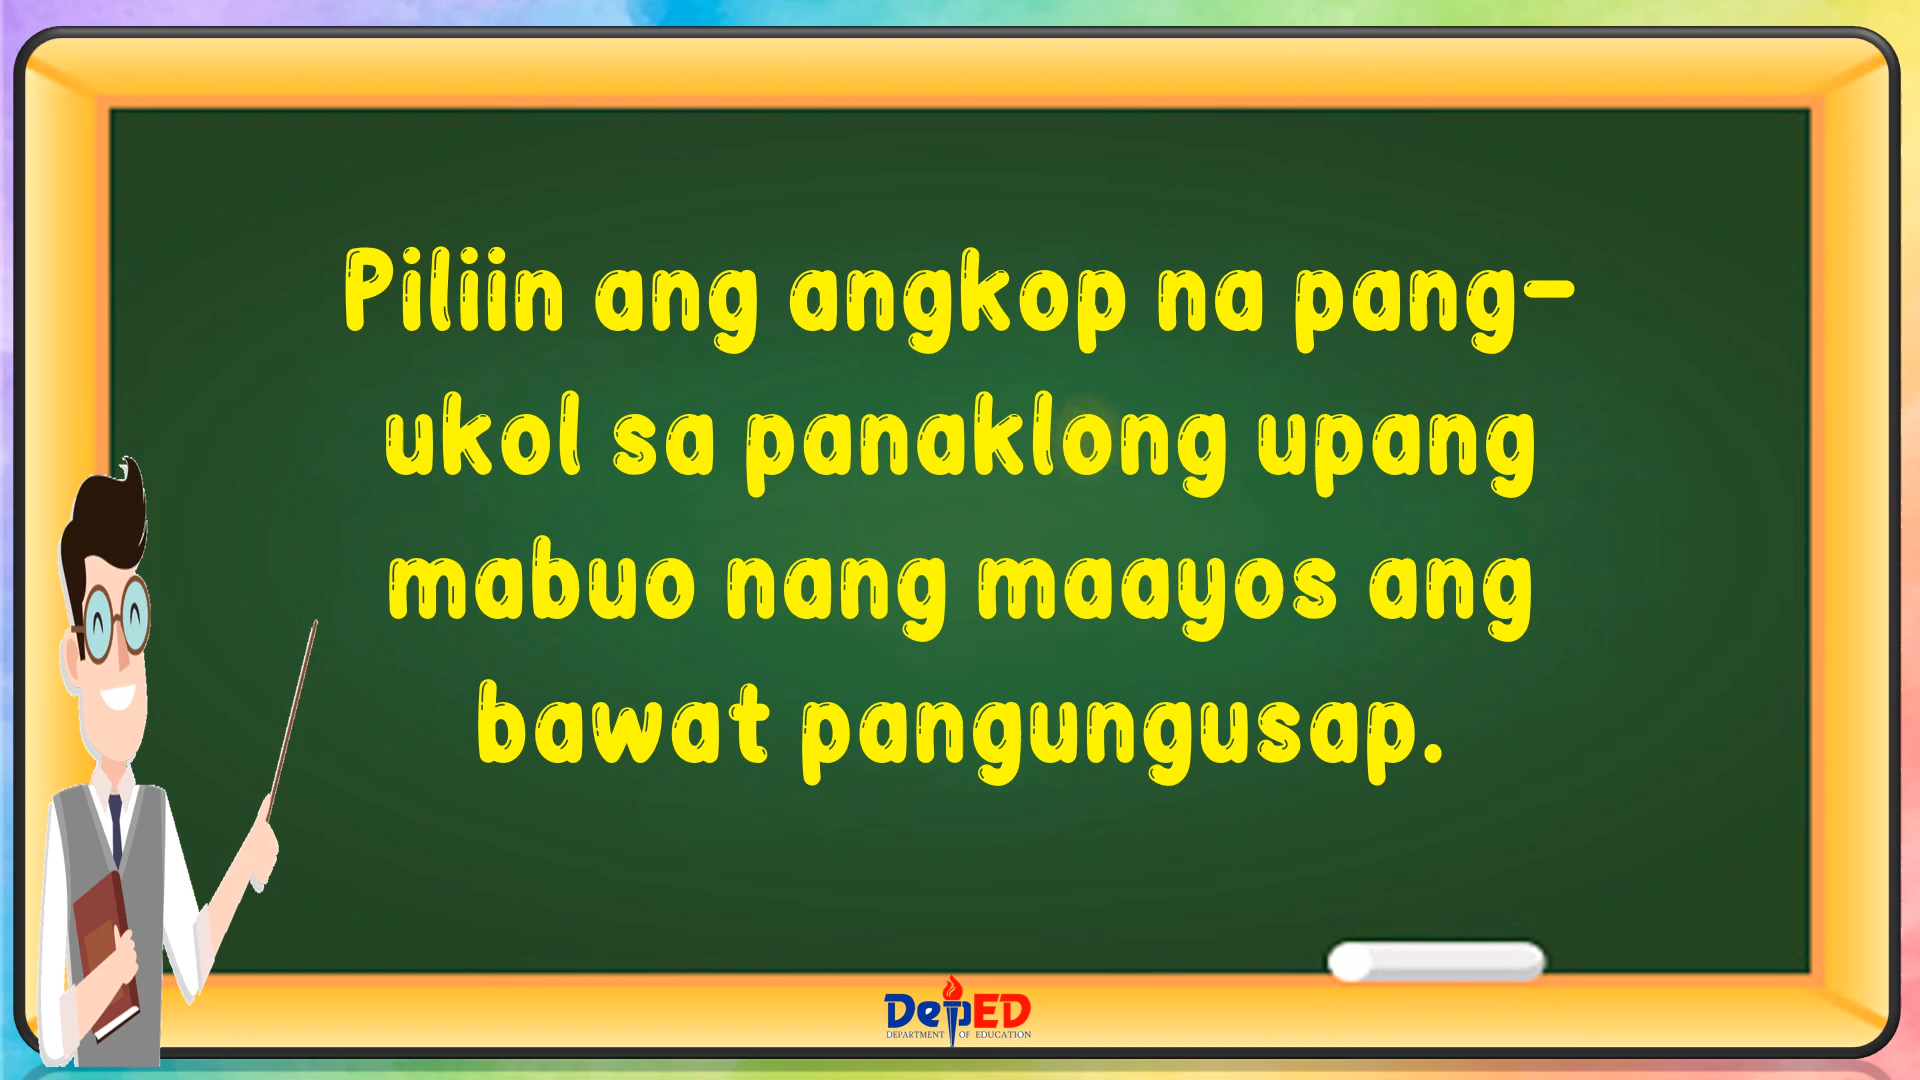 Piliin ang angkop na pang-
ukol sa panaklong upang
mabuo nang maayos ang
bawat pangungusap.
DepED
DEPARTMENT OF EDUCATION